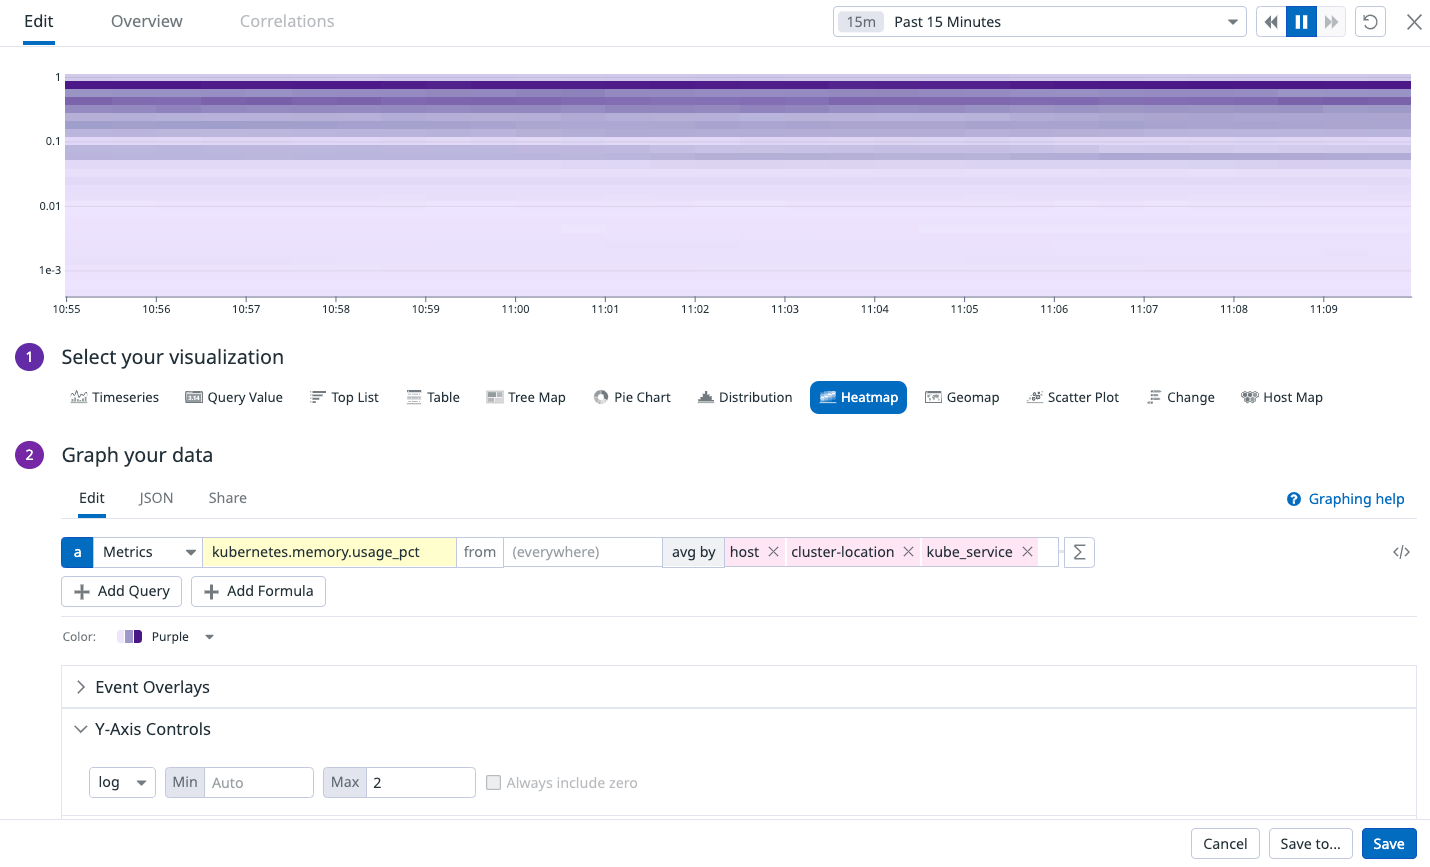 Edit Overview Correlations 15m Past 15 Minutes
1
0.1
0.01
1e-3
10:55 10:56 10:57 10:58 10:59 11:00 11:01 11:02 11:03 11:04 11:05 11:06 11:07 11:08 11:09
1 Select your visualization
Timeseries Query Value Top List Table Tree Map Pie Chart Distribution Heatmap Geomap Scatter Plot Change Host Map
2 Graph your data
Edit JSON Share Graphing help
a Metrics kubernetes.memory.usage_pct from (everywhere) avg by host cluster-location kube_service Σ </>
Add Query Add Formula
Color: Purple
Event Overlays
Y-Axis Controls
log Min Auto Max 2 Always include zero
Cancel Save to... Save